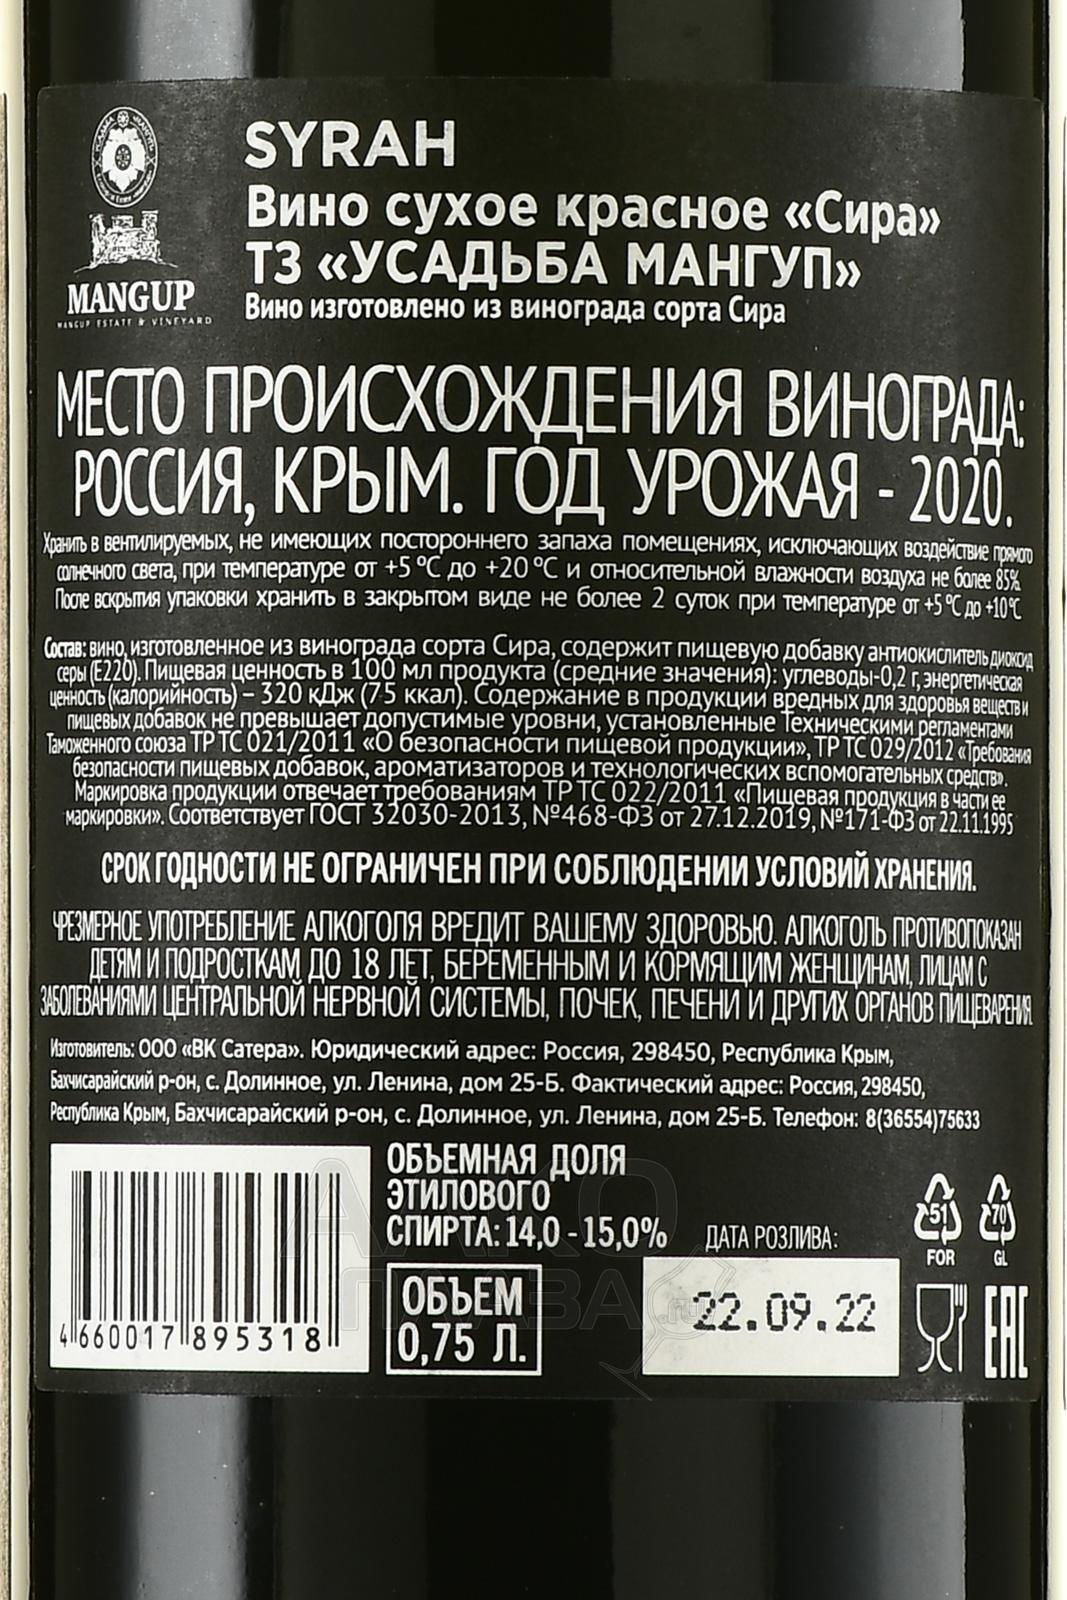 SYRAH
Вино сухое красное «Сира»
ТЗ «УСАДЬБА МАНГУП»
Вино изготовлено из винограда сорта Сира
MANGUP
MANGUP ESTATE & VINEYARD
МЕСТО ПРОИСХОЖДЕНИЯ ВИНОГРАДА:
РОССИЯ, КРЫМ. ГОД УРОЖАЯ - 2020.
Хранить в вентилируемых, не имеющих постороннего запаха помещениях, исключающих воздействие прямого
солнечного света, при температуре от +5 °С до +20 °С и относительной влажности воздуха не более 85%.
После вскрытия упаковки хранить в закрытом виде не более 2 суток при температуре от +5 °С до +10 °С.
Состав: вино, изготовленное из винограда сорта Сира, содержит пищевую добавку антиокислитель диоксид
серы (Е220). Пищевая ценность в 100 мл продукта (средние значения): углеводы-0,2 г, энергетическая
ценность (калорийность) – 320 кДж (75 ккал). Содержание в продукции вредных для здоровья веществ и
пищевых добавок не превышает допустимые уровни, установленные Техническими регламентами
Таможенного союза ТР ТС 021/2011 «О безопасности пищевой продукции», ТР ТС 029/2012 «Требования
безопасности пищевых добавок, ароматизаторов и технологических вспомогательных средств».
Маркировка продукции отвечает требованиям ТР ТС 022/2011 «Пищевая продукция в части ее
маркировки». Соответствует ГОСТ 32030-2013, №468-ФЗ от 27.12.2019, №171-ФЗ от 22.11.1995
СРОК ГОДНОСТИ НЕ ОГРАНИЧЕН ПРИ СОБЛЮДЕНИИ УСЛОВИЙ ХРАНЕНИЯ.
ЧРЕЗМЕРНОЕ УПОТРЕБЛЕНИЕ АЛКОГОЛЯ ВРЕДИТ ВАШЕМУ ЗДОРОВЬЮ. АЛКОГОЛЬ ПРОТИВОПОКАЗАН
ДЕТЯМ И ПОДРОСТКАМ ДО 18 ЛЕТ, БЕРЕМЕННЫМ И КОРМЯЩИМ ЖЕНЩИНАМ, ЛИЦАМ С
ЗАБОЛЕВАНИЯМИ ЦЕНТРАЛЬНОЙ НЕРВНОЙ СИСТЕМЫ, ПОЧЕК, ПЕЧЕНИ И ДРУГИХ ОРГАНОВ ПИЩЕВАРЕНИЯ.
Изготовитель: ООО «ВК Сатера». Юридический адрес: Россия, 298450, Республика Крым,
Бахчисарайский р-он, с. Долинное, ул. Ленина, дом 25-Б. Фактический адрес: Россия, 298450,
Республика Крым, Бахчисарайский р-он, с. Долинное, ул. Ленина, дом 25-Б. Телефон: 8(36554)75633
ОБЪЕМНАЯ ДОЛЯ
ЭТИЛОВОГО
СПИРТА: 14,0 - 15,0%
ДАТА РОЗЛИВА:
22.09.22
ОБЪЕМ
0,75 Л.
4 660017 895318
51
FOR
70
GL
EAC
АЛКО
ПЛАЗА
.ru